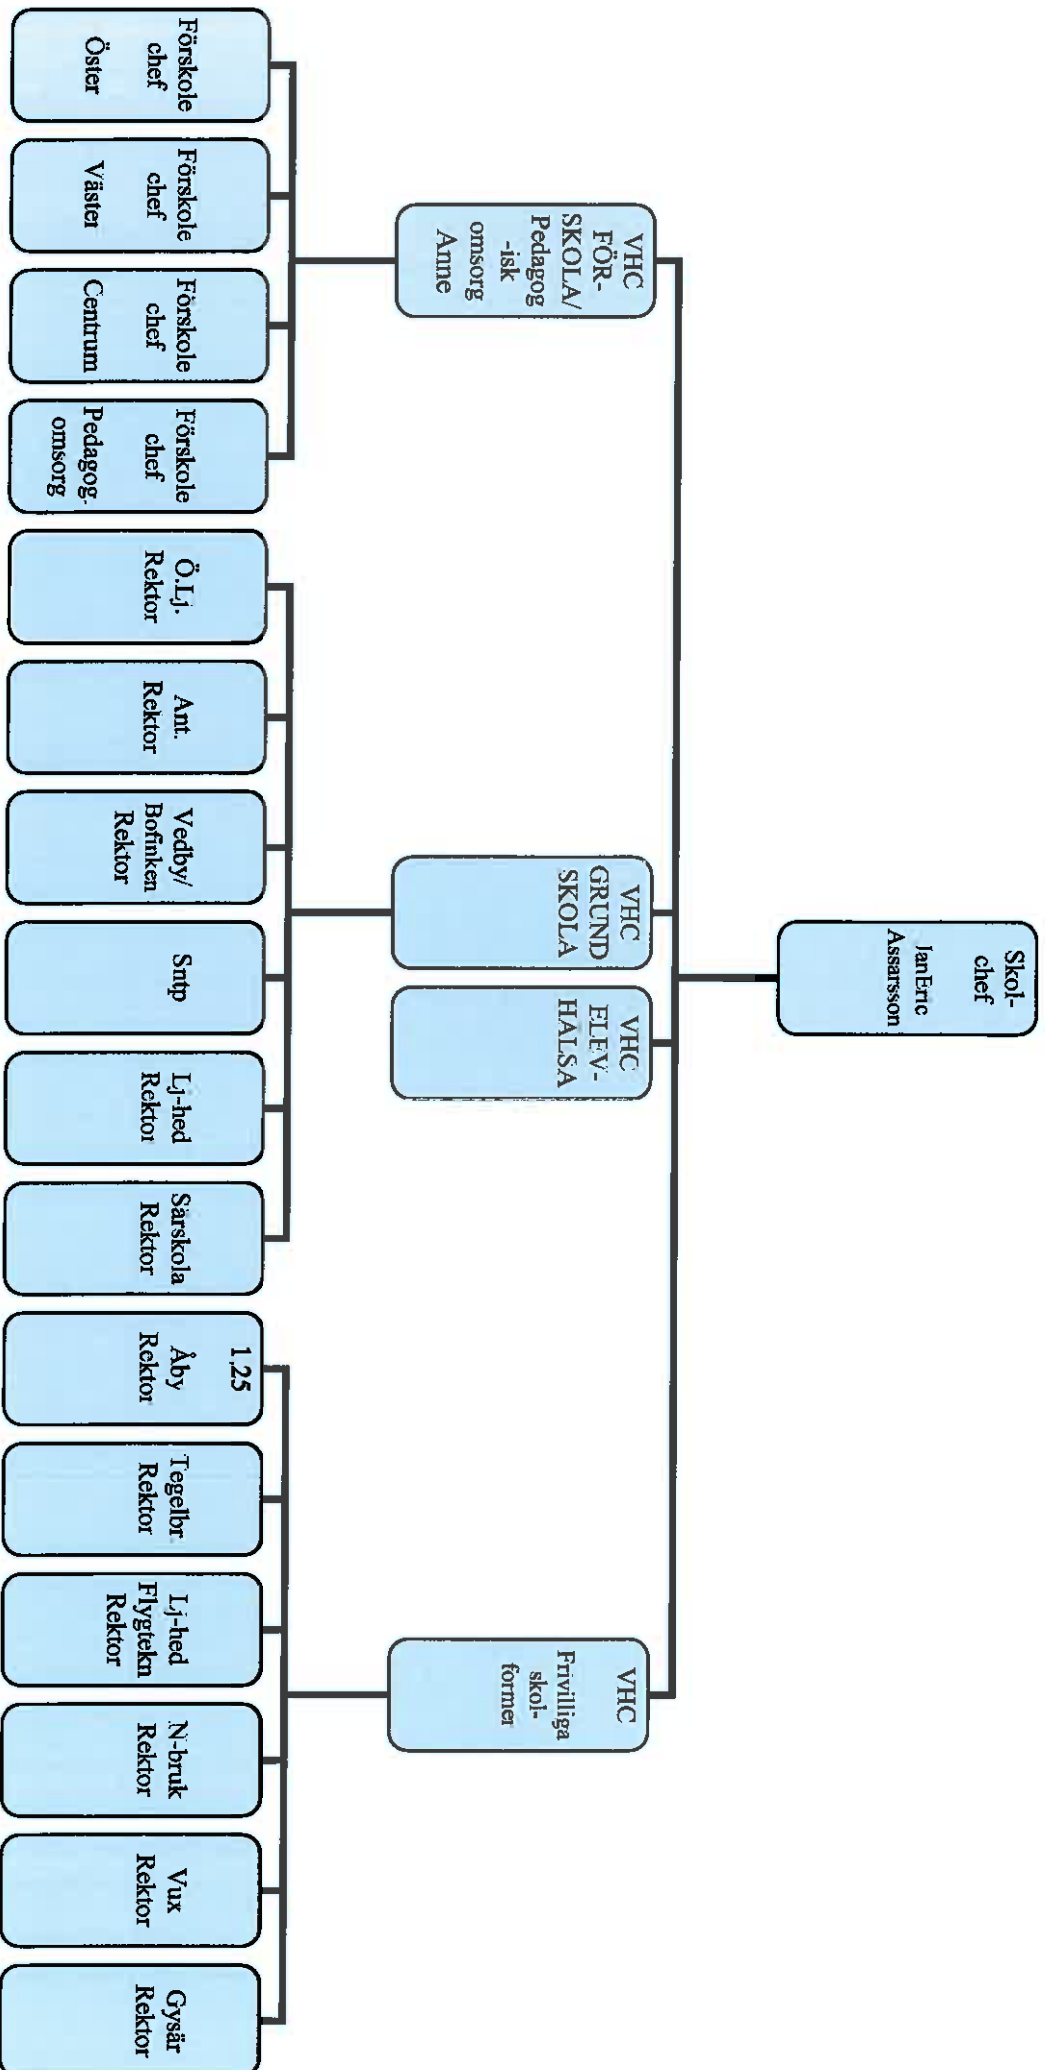 Skol-
chef
JanEric
Assarsson
VHC
FÖR-
SKOLA/
Pedagog
-isk
omsorg
Anne
VHC
GRUND
SKOLA
VHC
ELEV-
HÄLSA
VHC
Frivilliga
skol-
former
Förskole
chef
Öster
Förskole
chef
Väster
Förskole
chef
Centrum
Förskole
chef
Pedagog-
omsorg
Ö.Lj.
Rektor
Ant.
Rektor
Vedby/
Bofinken
Rektor
Sntp
Lj-hed
Rektor
Särskola
Rektor
1,25
Åby
Rektor
Tegelbr.
Rektor
Lj-hed
Flygtekn
Rektor
N-bruk
Rektor
Vux
Rektor
Gysär
Rektor